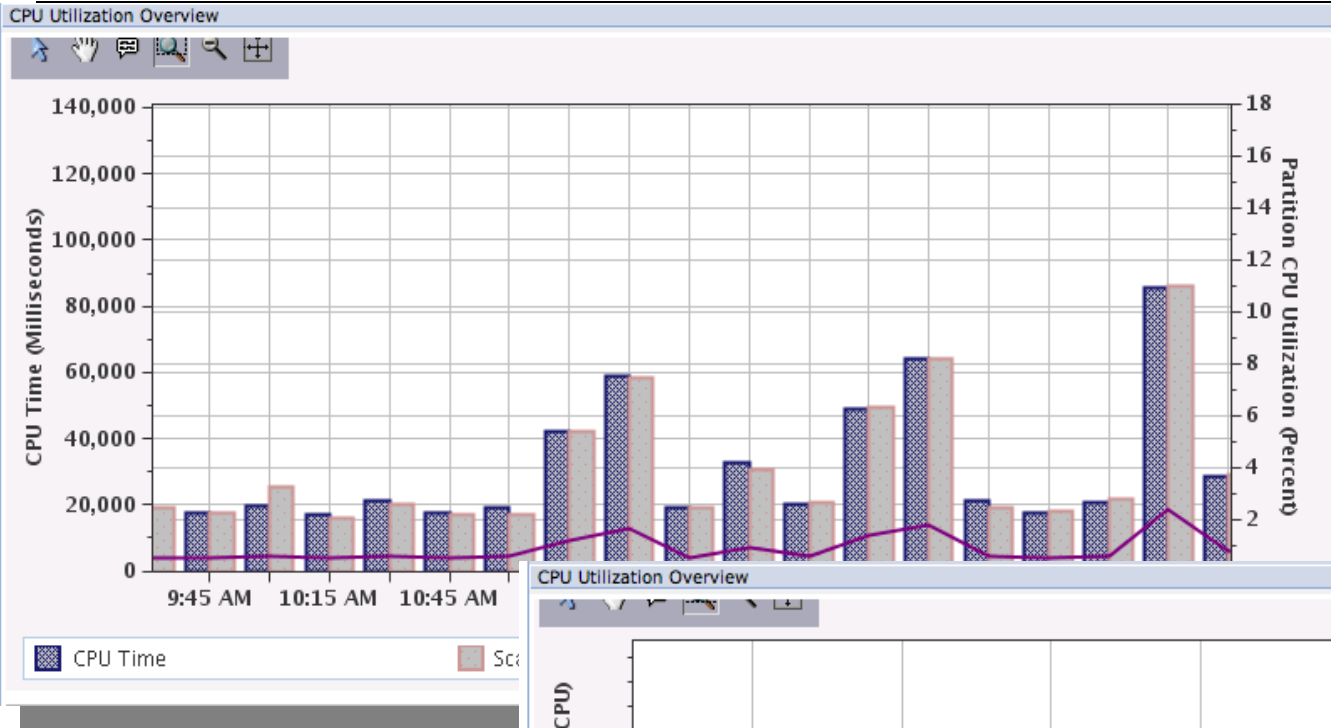 CPU Utilization Overview
140,000
120,000
100,000
80,000
60,000
40,000
20,000
0
CPU Time (Milliseconds)
18
16
14
12
10
8
6
4
2
Partition CPU Utilization (Percent)
9:45 AM 10:15 AM 10:45 AM
CPU Time
CPU Utilization Overview
CPU)